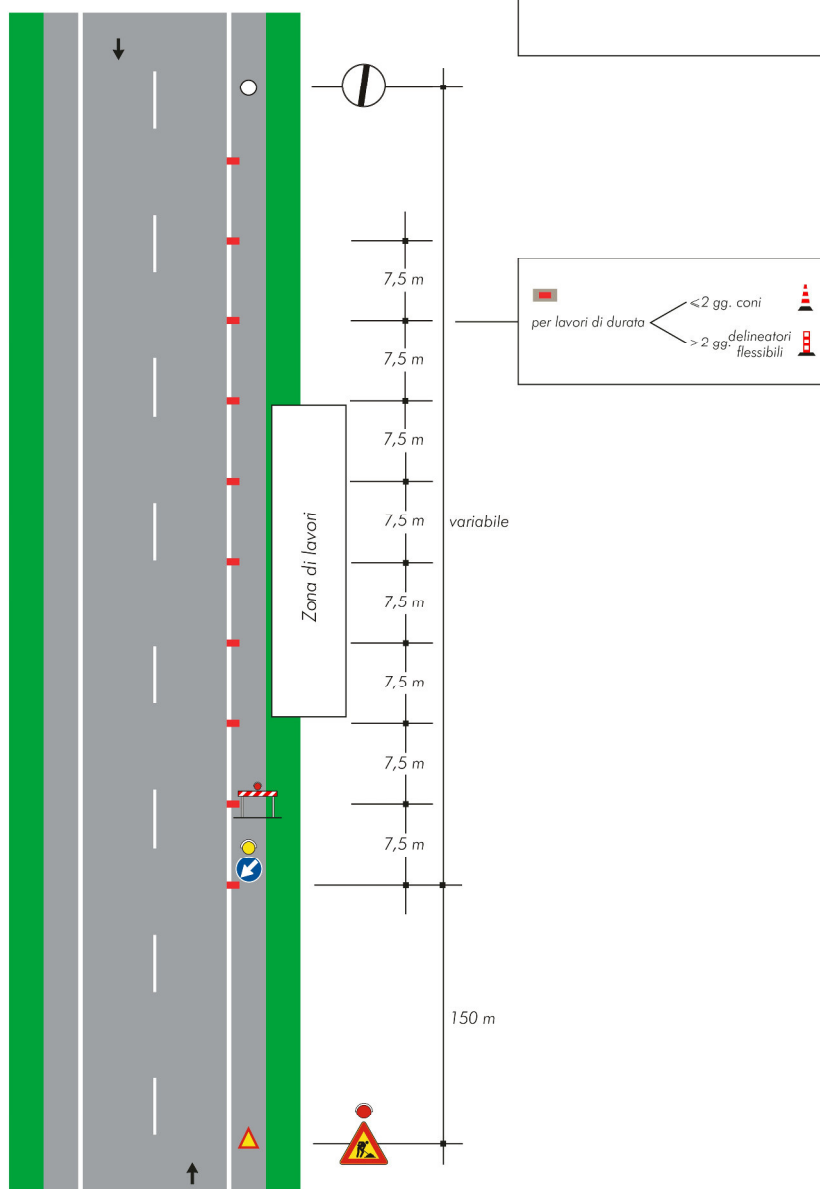 7,5 m
per lavori di durata
⩽2 gg. coni
> 2 gg. delineatori
flessibili
7,5 m
7,5 m
7,5 m
variabile
Zona di lavori
7,5 m
7,5 m
7,5 m
7,5 m
150 m